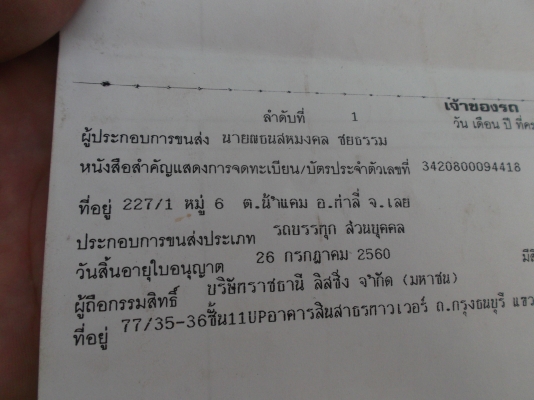 เจ้าของรถ
ลำดับที่ 1 วัน เดือน ปี ที่คร
ผู้ประกอบการขนส่ง นายณธนสหมงคล ชยธรรม
หนังสือสำคัญแสดงการจดทะเบียน/บัตรประจำตัวเลขที่ 3420800094418
ที่อยู่ 227/1 หมู่ 6 ต.น้ำแคม อ.ท่าลี่ จ.เลย
ประกอบการขนส่งประเภท รถบรรทุก ส่วนบุคคล
วันสิ้นอายุใบอนุญาต 26 กรกฎาคม 2560
ผู้ถือกรรมสิทธิ์ บริษัทราชธานี ลิสซิ่ง จำกัด (มหาชน)
ที่อยู่ 77/35-36ชั้น11UPอาคารสินสาธรทาวเวอร์ ถ.กรุงธนบุรี แขว